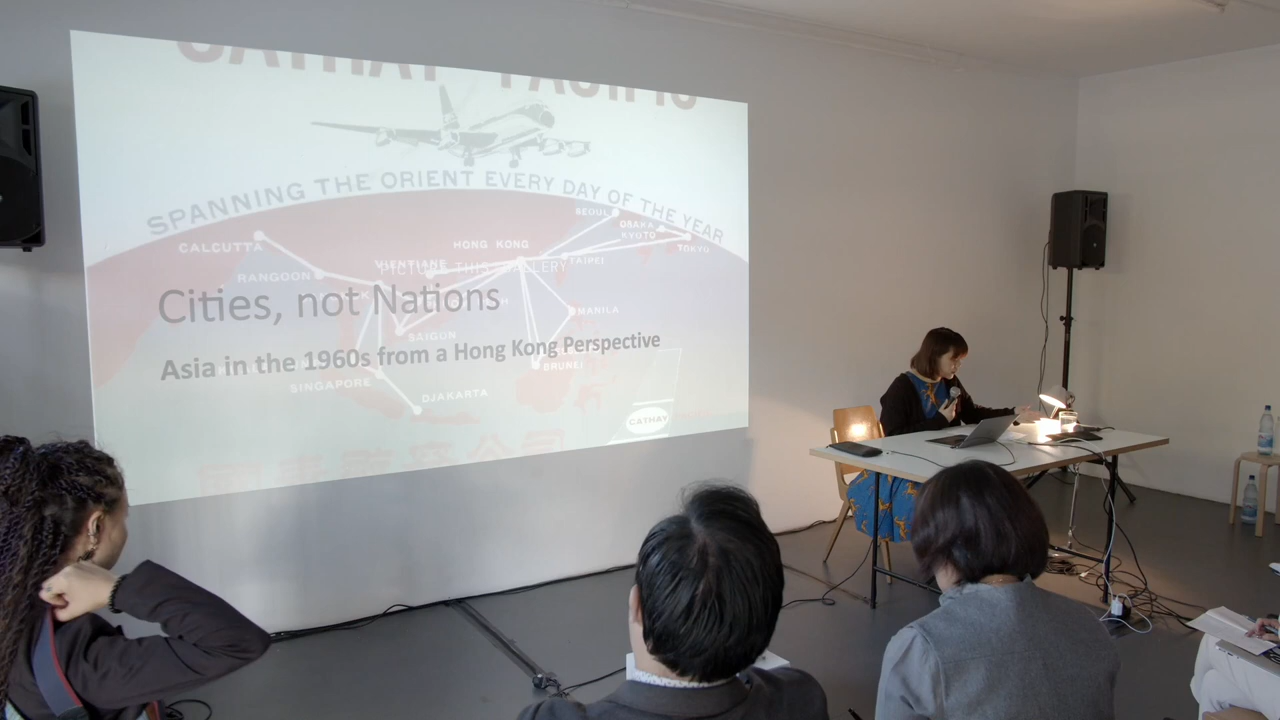 CATHAY PACIFIC
SPANNING THE ORIENT EVERY DAY OF THE YEAR
SEOUL
OSAKA
KYOTO
TOKYO
CALCUTTA
HONG KONG
VIENTIANE
TAIPEI
PICTURE THIS GALLERY
RANGOON
Cities, not Nations
MANILA
SAIGON
Asia in the 1960s from a Hong Kong Perspective
BRUNEI
SINGAPORE
DJAKARTA
CATHAY